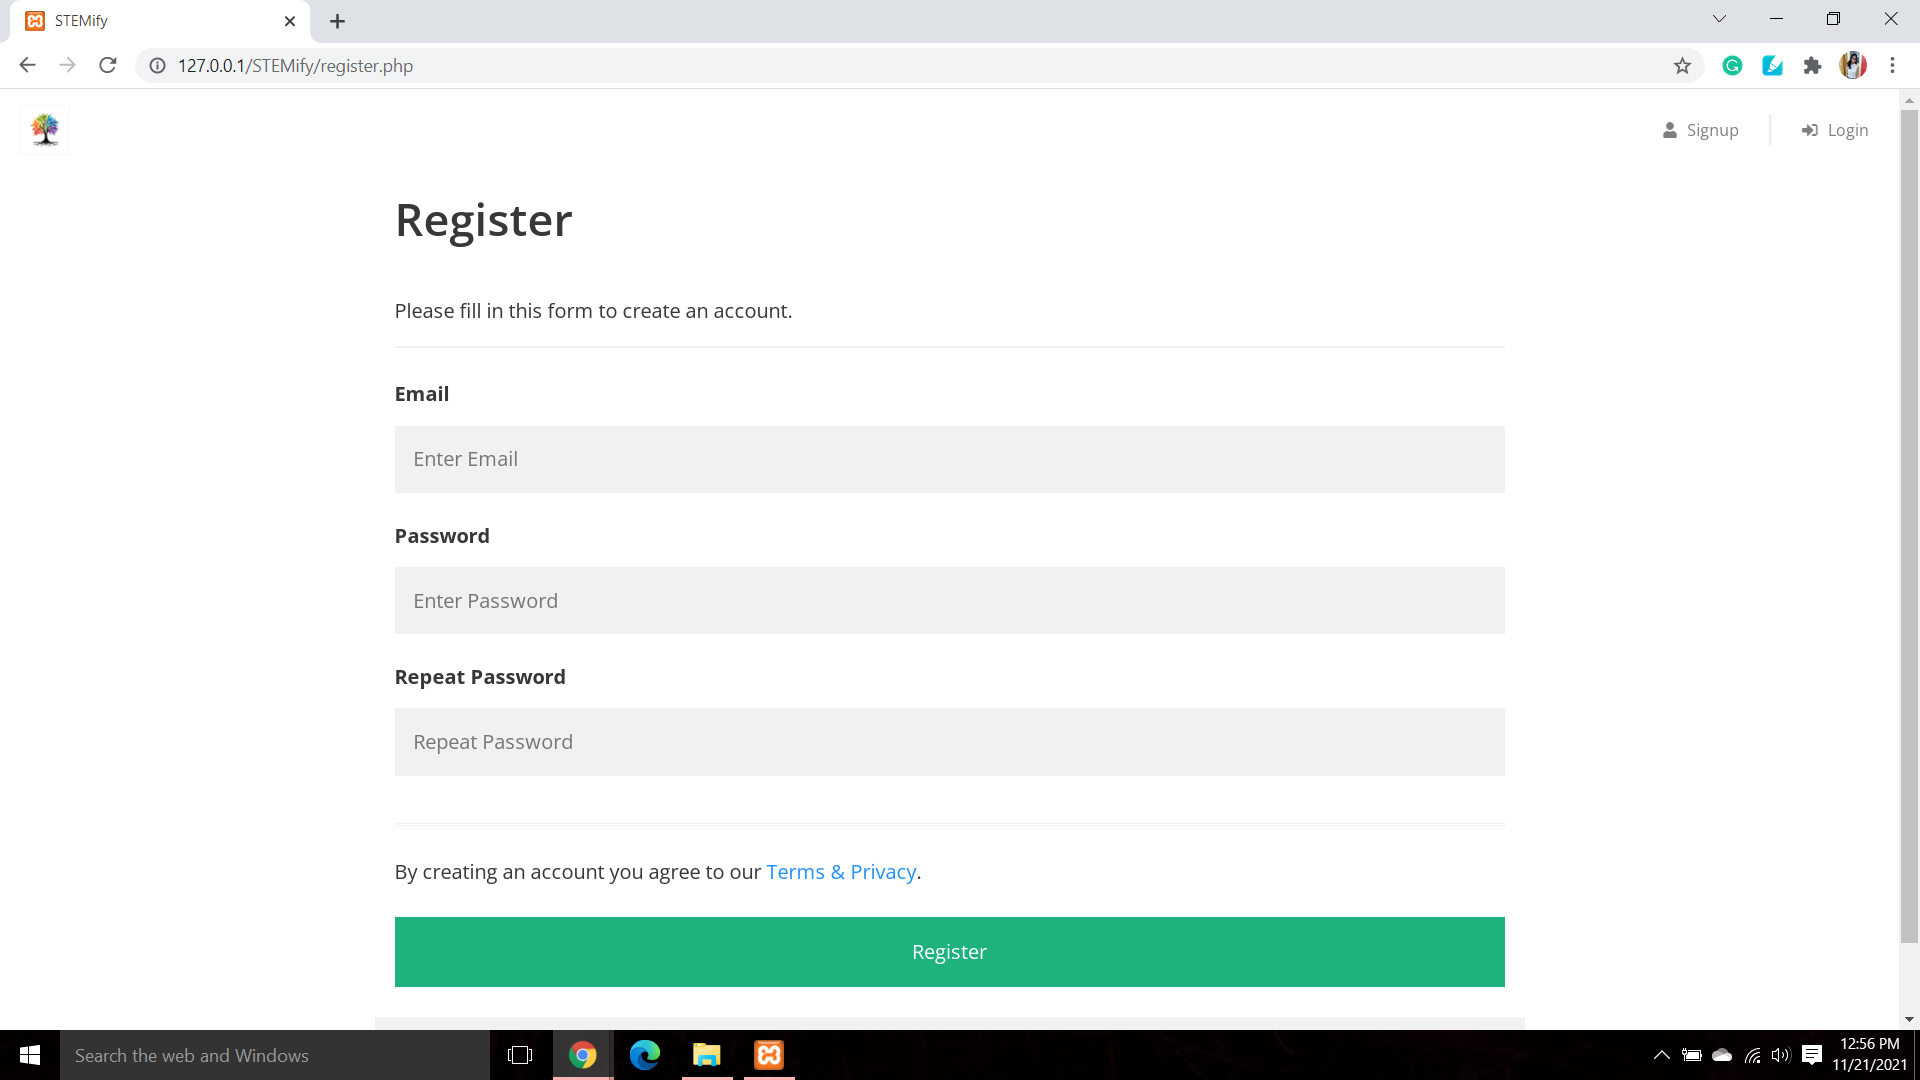 STEMify
127.0.0.1/STEMify/register.php
Signup
Login
Register
Please fill in this form to create an account.
Email
Enter Email
Password
Enter Password
Repeat Password
Repeat Password
By creating an account you agree to our Terms & Privacy.
Register
Search the web and Windows
12:56 PM
11/21/2021